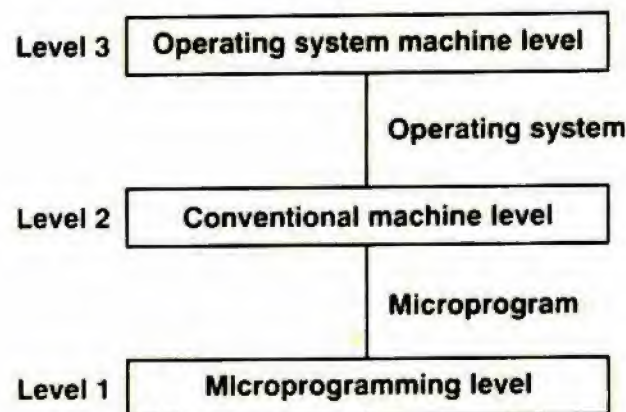 Level 3 Operating system machine level
Operating system
Level 2 Conventional machine level
Microprogram
Level 1 Microprogramming level